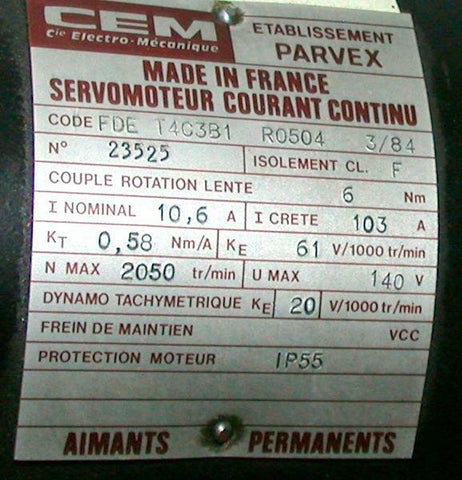 CEM
Cie Electro-Mécanique
ETABLISSEMENT
PARVEX
MADE IN FRANCE
SERVOMOTEUR COURANT CONTINU
CODE FDE T4C3B1 R0504 3/84
N° 23525 ISOLEMENT CL. F
COUPLE ROTATION LENTE 6 Nm
I NOMINAL 10,6 A I CRETE 103 A
KT 0,58 Nm/A KE 61 V/1000 tr/min
N MAX 2050 tr/min U MAX 140 V
DYNAMO TACHYMETRIQUE KE 20 V/1000 tr/min
FREIN DE MAINTIEN VCC
PROTECTION MOTEUR IP55
AIMANTS PERMANENTS